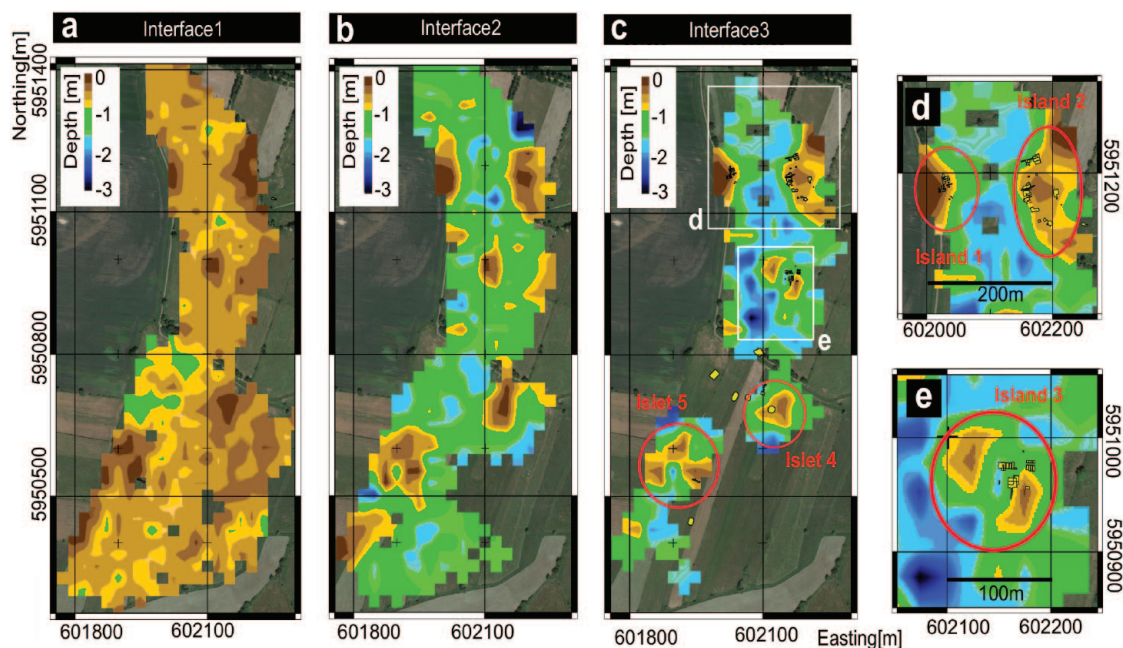 a
Interface1
b
Interface2
c
Interface3
Northing[m]
5951400
5951100
5950800
5950500
Depth [m]
0
-1
-2
-3
Depth [m]
0
-1
-2
-3
Depth [m]
0
-1
-2
-3
d
e
Islet 5
Islet 4
601800
602100
601800
602100
601800
602100
Easting[m]
d
Island 2
Island 1
200m
5951200
602000
602200
e
Island 3
100m
5951000
5950900
602100
602200